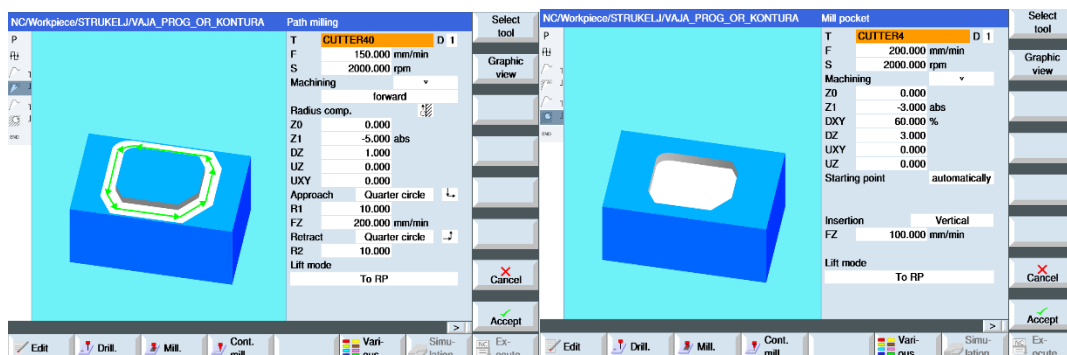 NC/Workpiece/STRUKELJ/VAJA_PROG_OR_KONTURA Path milling
Select tool
P
T CUTTER40 D 1
F 150.000 mm/min
S 2000.000 rpm
Graphic view
Machining
forward
Radius comp.
Z0 0.000
Z1 -5.000 abs
DZ 1.000
UZ 0.000
UXY 0.000
Approach Quarter circle
R1 10.000
FZ 200.000 mm/min
Retract Quarter circle
R2 10.000
Lift mode
To RP
END
Cancel
Accept
>
Edit Drill. Mill. Cont. mill. Vari-ous Simu-lation NC Ex-ecute
NC/Workpiece/STRUKELJ/VAJA_PROG_OR_KONTURA Mill pocket
Select tool
P
T CUTTER4 D 1
F 200.000 mm/min
S 2000.000 rpm
Graphic view
Machining
Z0 0.000
Z1 -3.000 abs
DXY 60.000 %
DZ 3.000
UXY 0.000
UZ 0.000
Starting point automatically
Insertion Vertical
FZ 100.000 mm/min
Lift mode
To RP
END
Cancel
Accept
>
Edit Drill. Mill. Cont. mill. Vari-ous Simu-lation NC Ex-ecute